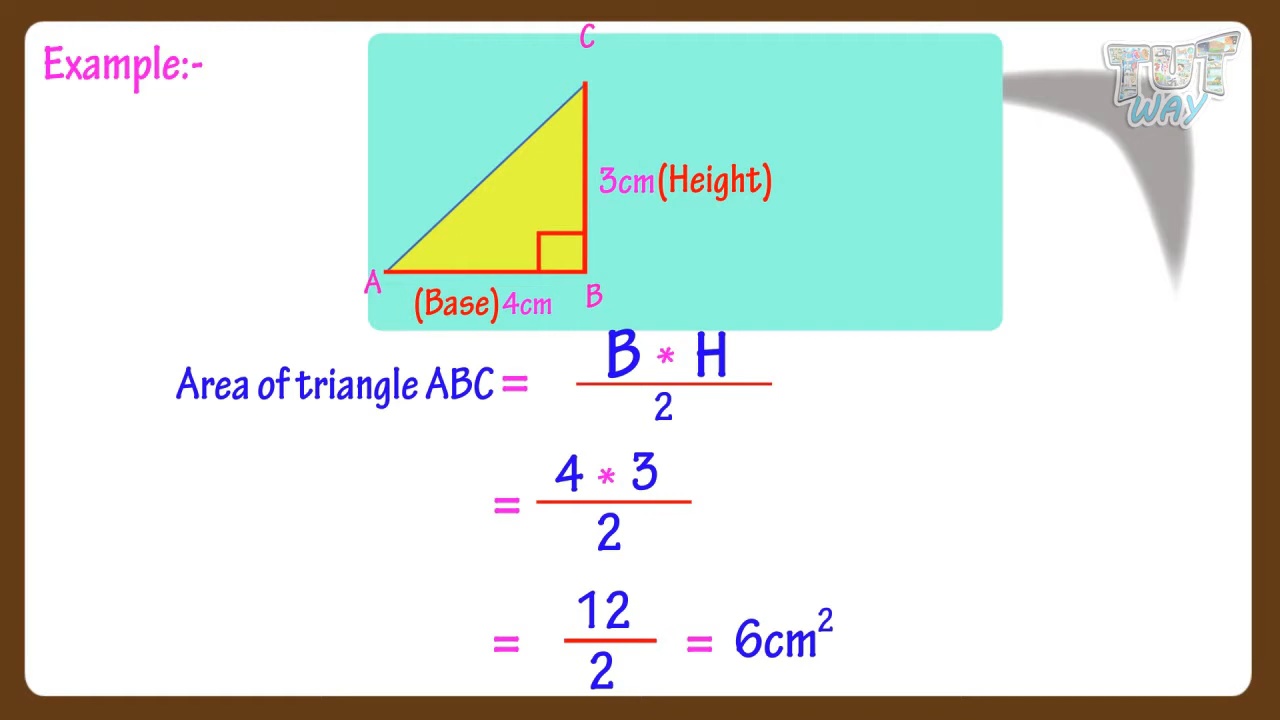 Example:-
TUT
WAY
C
3cm(Height)
A
(Base)4cm
B
Area of triangle ABC = B * H
2
= 4 * 3
2
= 12
2
= 6cm²